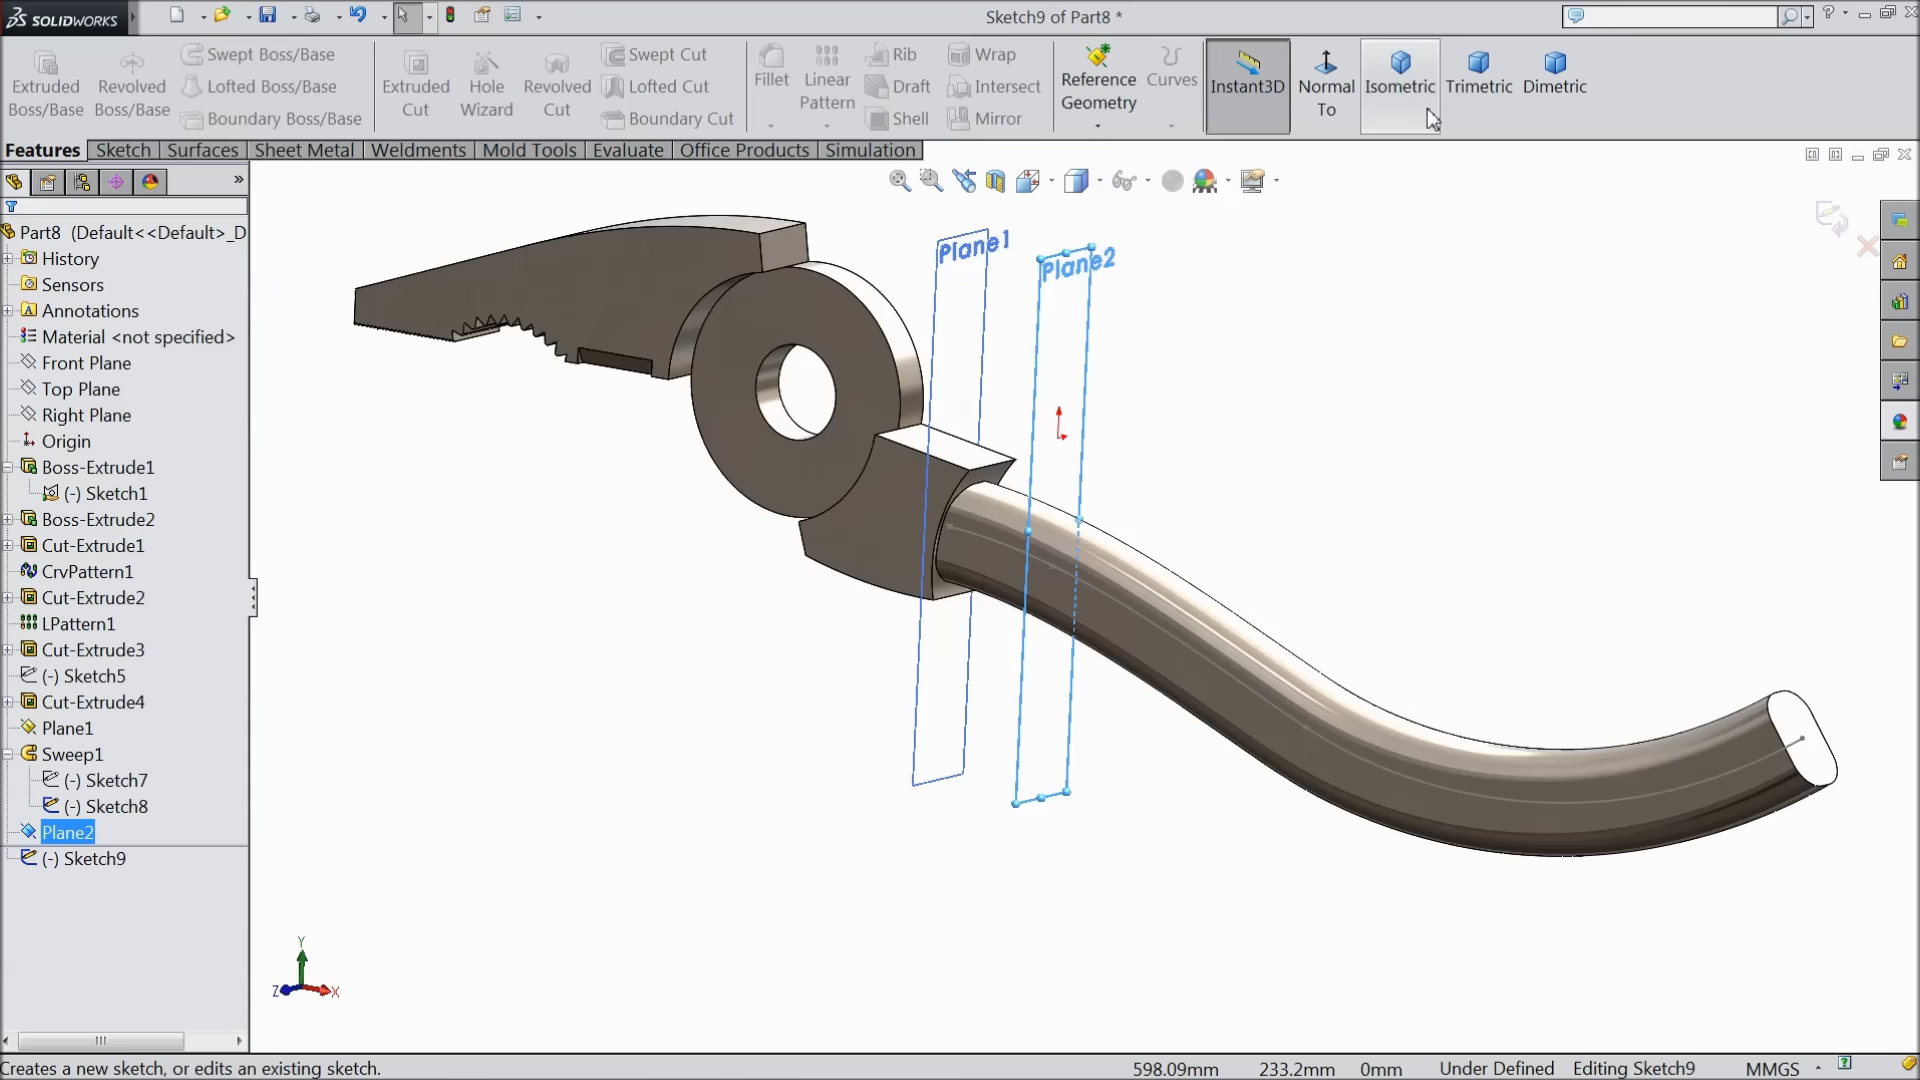 SOLIDWORKS
Sketch9 of Part8 *
?
Extruded Boss/Base
Revolved Boss/Base
Swept Boss/Base
Lofted Boss/Base
Boundary Boss/Base
Extruded Cut
Hole Wizard
Revolved Cut
Swept Cut
Lofted Cut
Boundary Cut
Fillet
Linear Pattern
Rib
Draft
Shell
Wrap
Intersect
Mirror
Reference Geometry
Curves
Instant3D
Normal To
Isometric
Trimetric
Dimetric
Features
Sketch
Surfaces
Sheet Metal
Weldments
Mold Tools
Evaluate
Office Products
Simulation
»
Part8 (Default<<Default>_D
History
Sensors
Annotations
Material <not specified>
Front Plane
Top Plane
Right Plane
Origin
Boss-Extrude1
(-) Sketch1
Boss-Extrude2
Cut-Extrude1
CrvPattern1
Cut-Extrude2
LPattern1
Cut-Extrude3
(-) Sketch5
Cut-Extrude4
Plane1
Sweep1
(-) Sketch7
(-) Sketch8
Plane2
(-) Sketch9
Plane1
Plane2
Y
Z
X
Creates a new sketch, or edits an existing sketch.
598.09mm
233.2mm
0mm
Under Defined
Editing Sketch9
MMGS
?